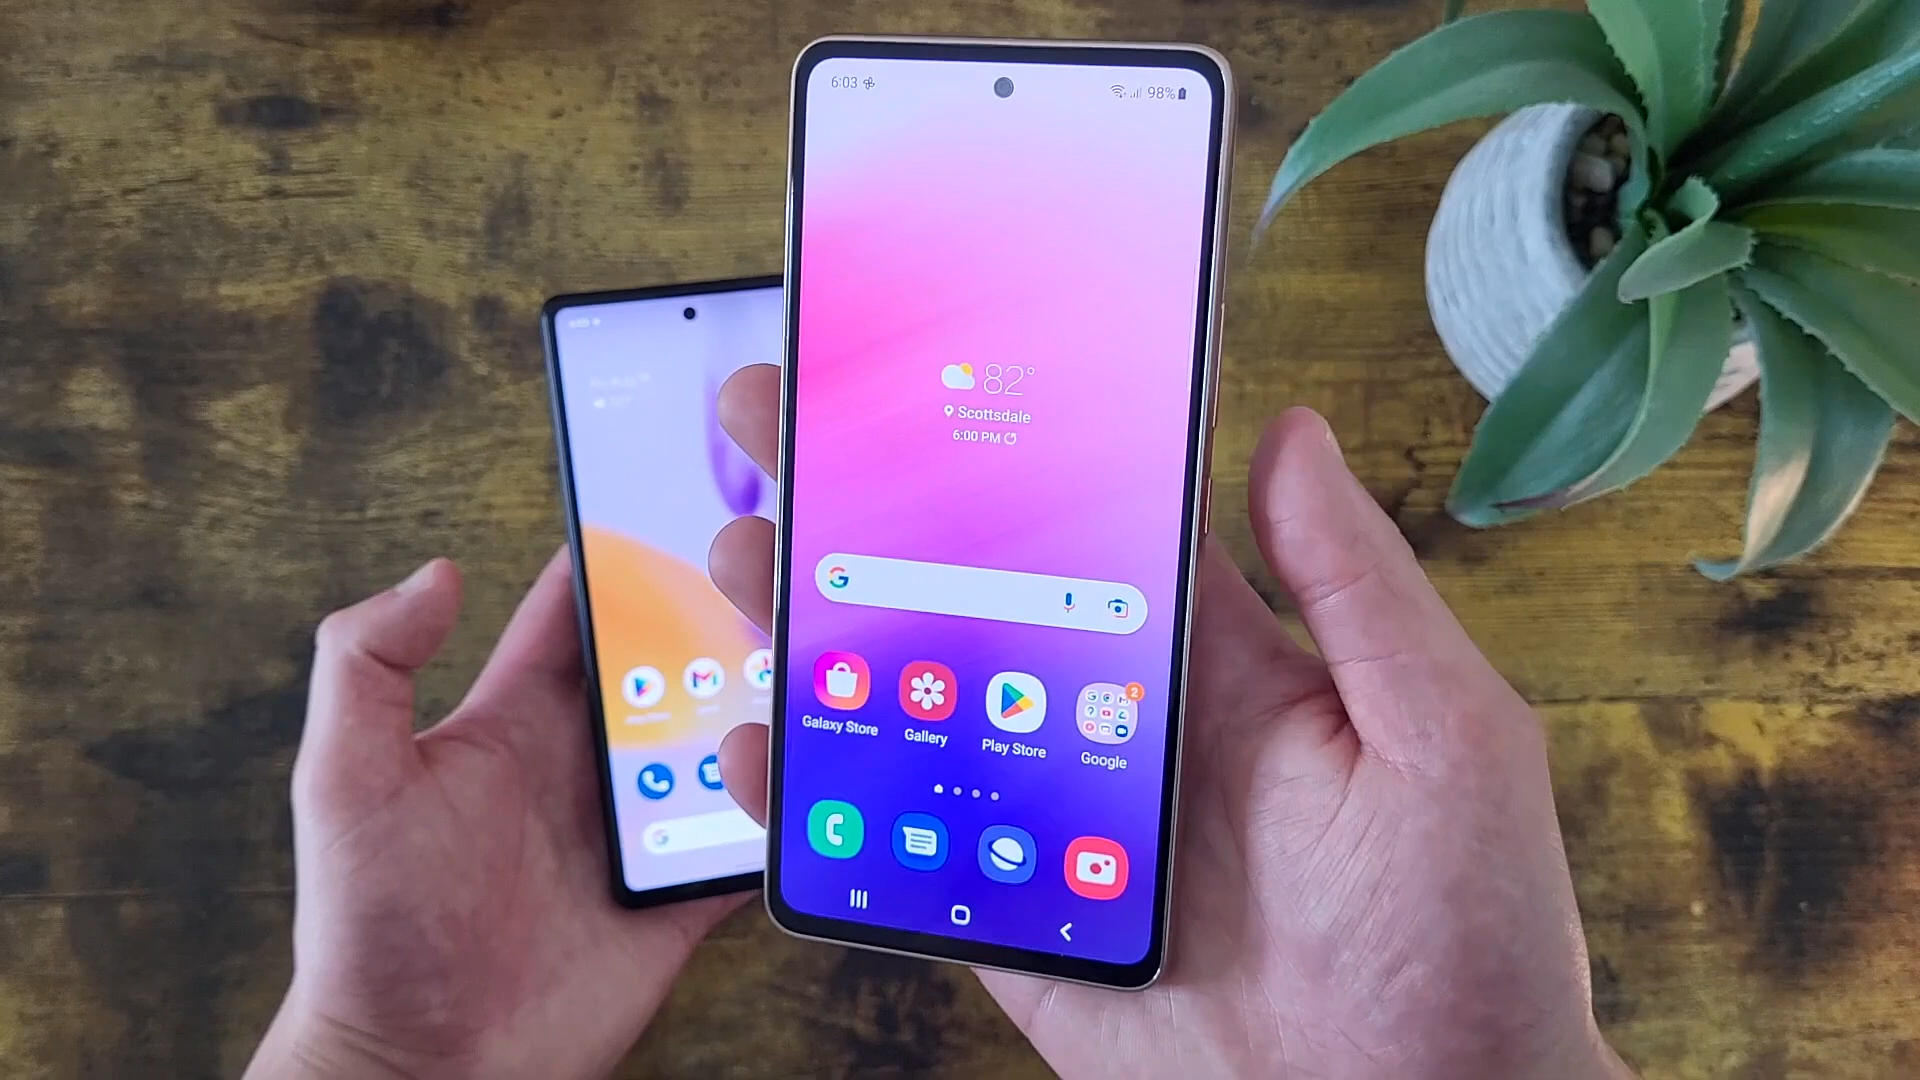 6:03
98%
82°
Scottsdale
6:00 PM
G
2
Galaxy Store
Gallery
Play Store
Google